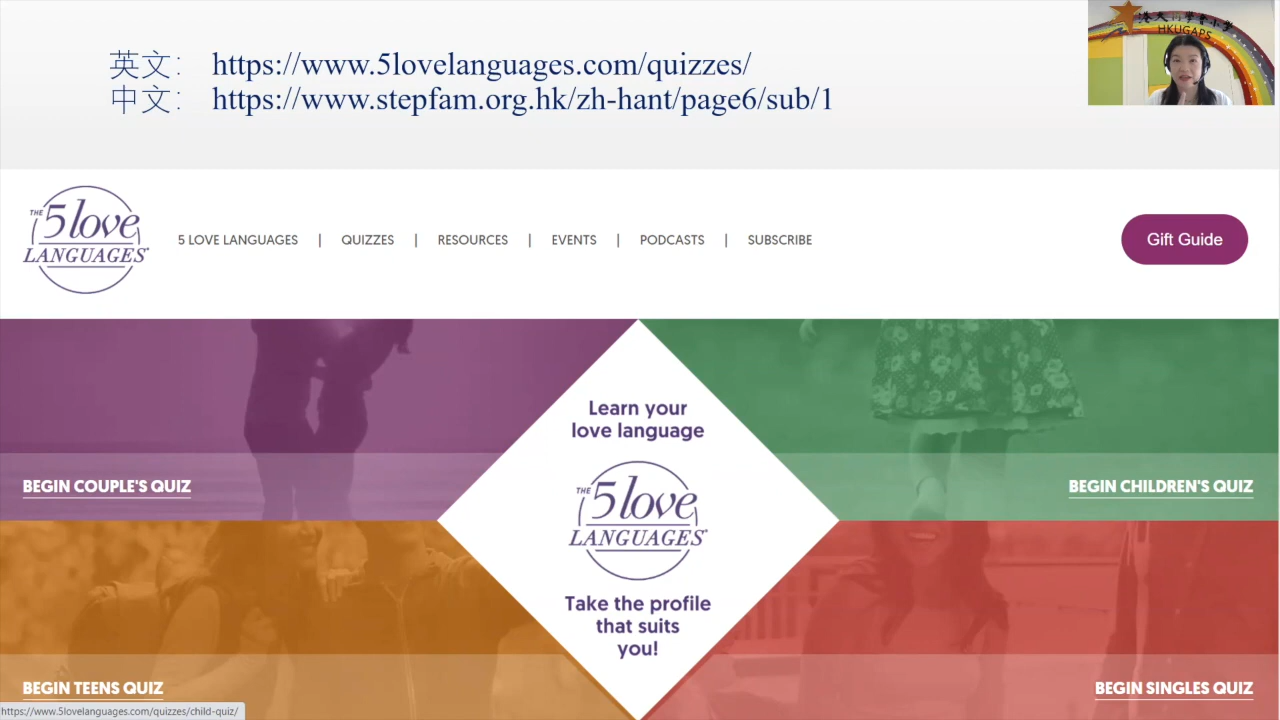 英文： https://www.5lovelanguages.com/quizzes/
中文： https://www.stepfam.org.hk/zh-hant/page6/sub/1
HKUGAPS
THE
5 love
LANGUAGES
5 LOVE LANGUAGES | QUIZZES | RESOURCES | EVENTS | PODCASTS | SUBSCRIBE
Gift Guide
Learn your
love language
THE
5 love
LANGUAGES
Take the profile
that suits
you!
BEGIN COUPLE'S QUIZ
BEGIN CHILDREN'S QUIZ
BEGIN TEENS QUIZ
BEGIN SINGLES QUIZ
https://www.5lovelanguages.com/quizzes/child-quiz/